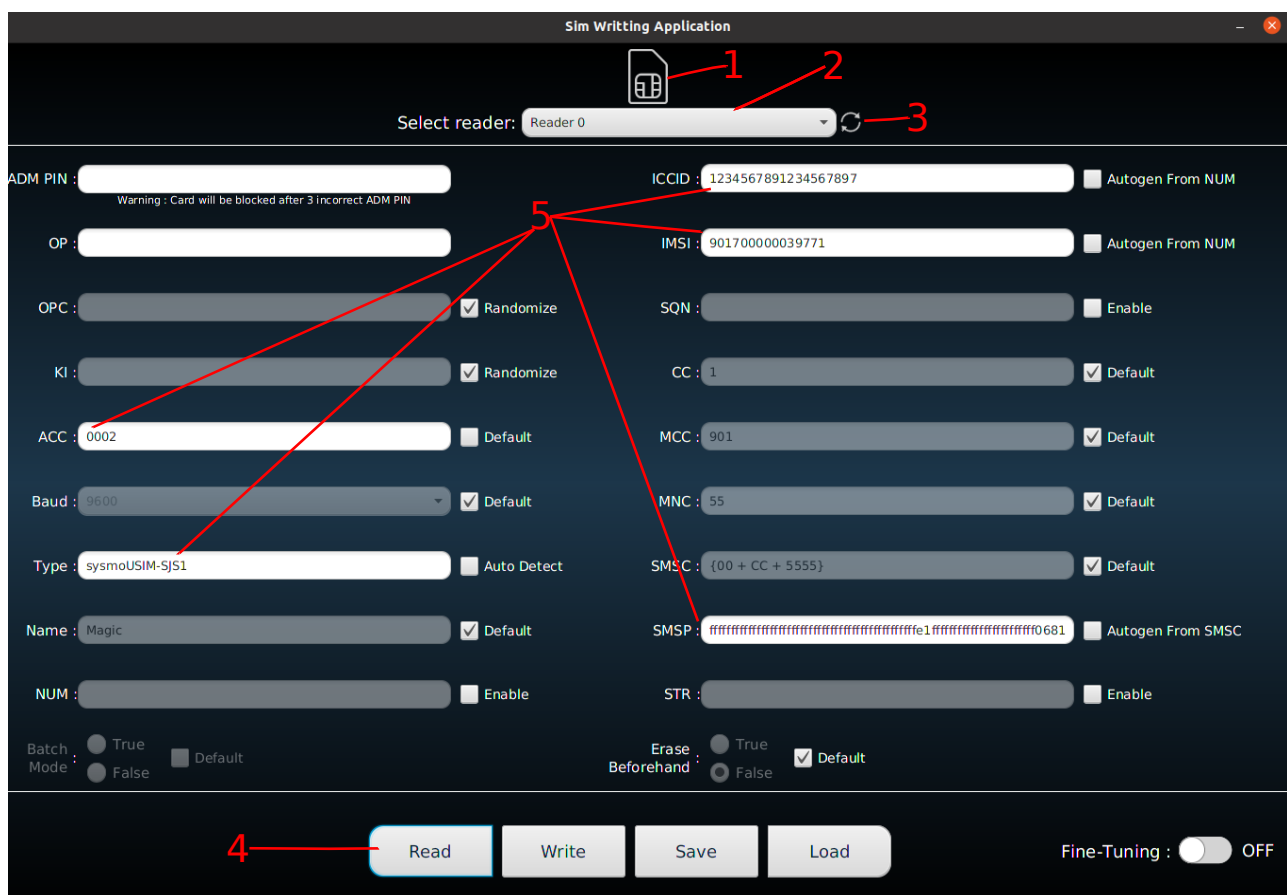 Sim Writting Application
1
2
Select reader: Reader 0
3
ADM PIN :
Warning : Card will be blocked after 3 incorrect ADM PIN
ICCID : 1234567891234567897 Autogen From NUM
5
OP :
IMSI : 901700000039771 Autogen From NUM
OPC : Randomize
SQN : Enable
KI : Randomize
CC : 1 Default
ACC : 0002 Default
MCC : 901 Default
Baud : 9600 Default
MNC : 55 Default
Type : sysmoUSIM-SJS1 Auto Detect
SMSC : {00 + CC + 5555} Default
Name : Magic Default
SMSP : Autogen From SMSC
NUM : Enable
STR : Enable
Batch Mode : True False Default
Erase Beforehand : True False Default
4
Read Write Save Load
Fine-Tuning : OFF